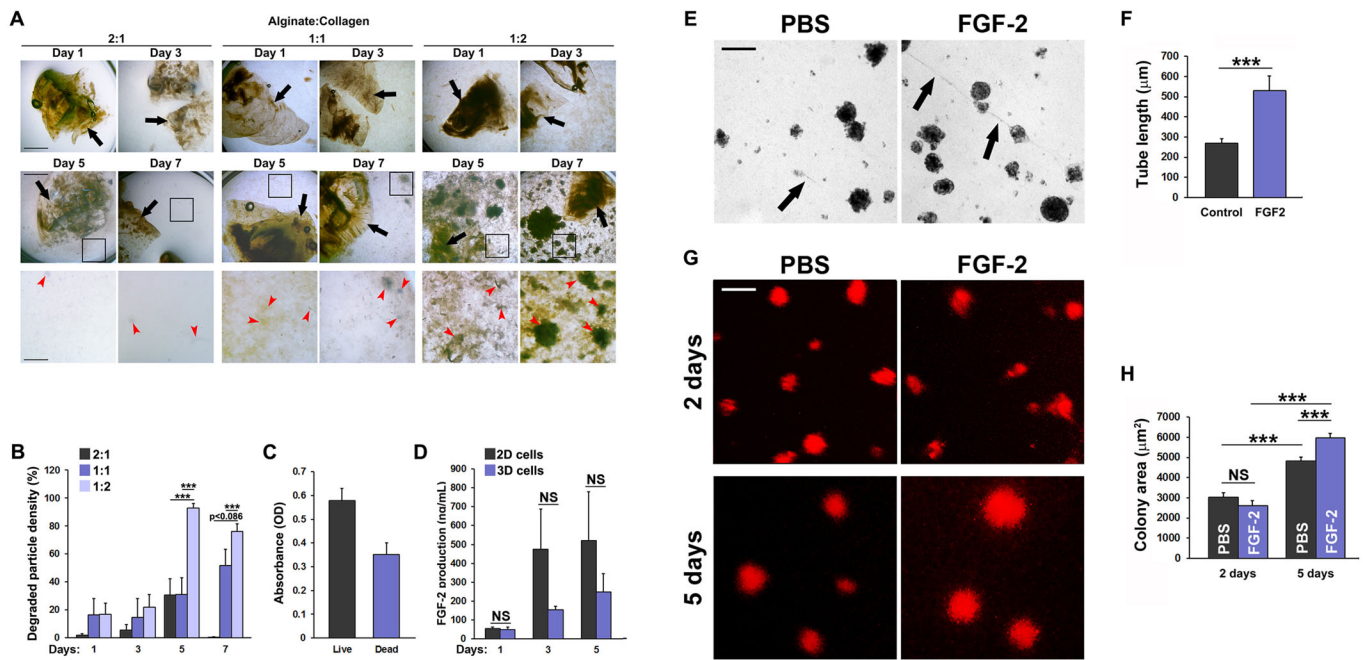 A
Alginate:Collagen
2:1 1:1 1:2
Day 1 Day 3 Day 1 Day 3 Day 1 Day 3
Day 5 Day 7 Day 5 Day 7 Day 5 Day 7
B
2:1
1:1
1:2
Degraded particle density (%)
120
100
80
60
40
20
0
***
***
***
p<0.086
Days: 1 3 5 7
C
Absorbance (OD)
0.7
0.6
0.5
0.4
0.3
0.2
0.1
0
Live Dead
D
2D cells
3D cells
FGF-2 production (ng/mL)
900
800
700
600
500
400
300
200
100
0
NS
NS
NS
Days: 1 3 5
E
PBS FGF-2
F
Tube length (µm)
700
600
500
400
300
200
100
0
***
Control FGF2
G
PBS FGF-2
2 days
5 days
H
Colony area (µm²)
7000
6000
5000
4000
3000
2000
1000
0
***
***
***
NS
PBS FGF-2 PBS FGF-2
2 days 5 days